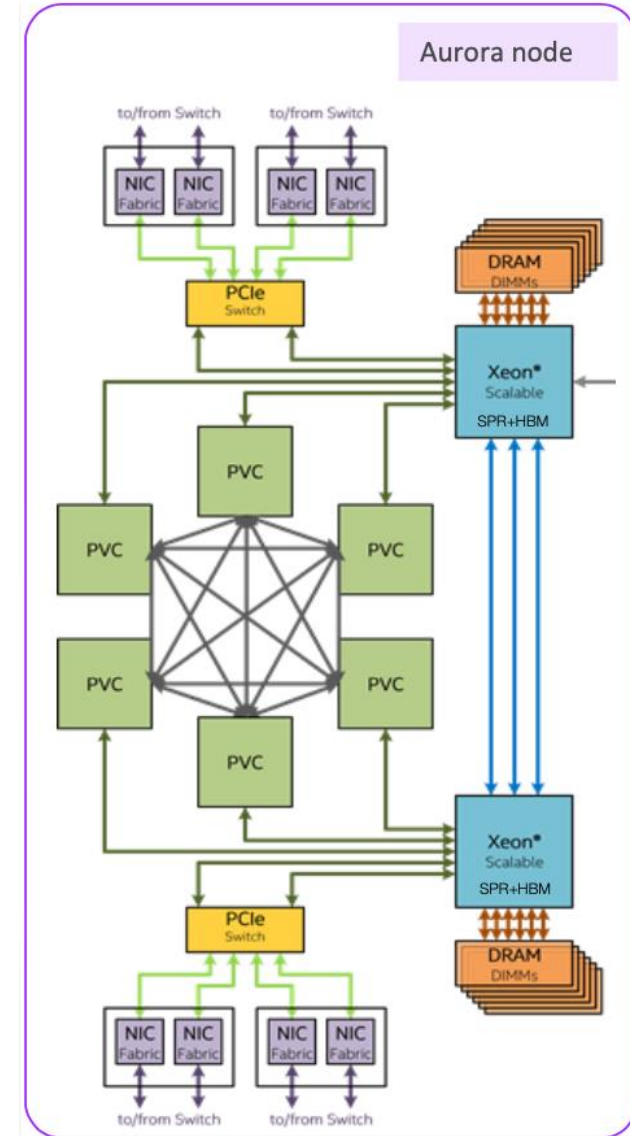 Aurora node
to/from Switch to/from Switch
NIC NIC NIC NIC
Fabric Fabric Fabric Fabric
DRAM
DIMMs
PCIe
Switch
Xeon*
Scalable
SPR+HBM
PVC
PVC PVC
PVC PVC
PVC
Xeon*
Scalable
SPR+HBM
PCIe
Switch
DRAM
DIMMs
NIC NIC NIC NIC
Fabric Fabric Fabric Fabric
to/from Switch to/from Switch